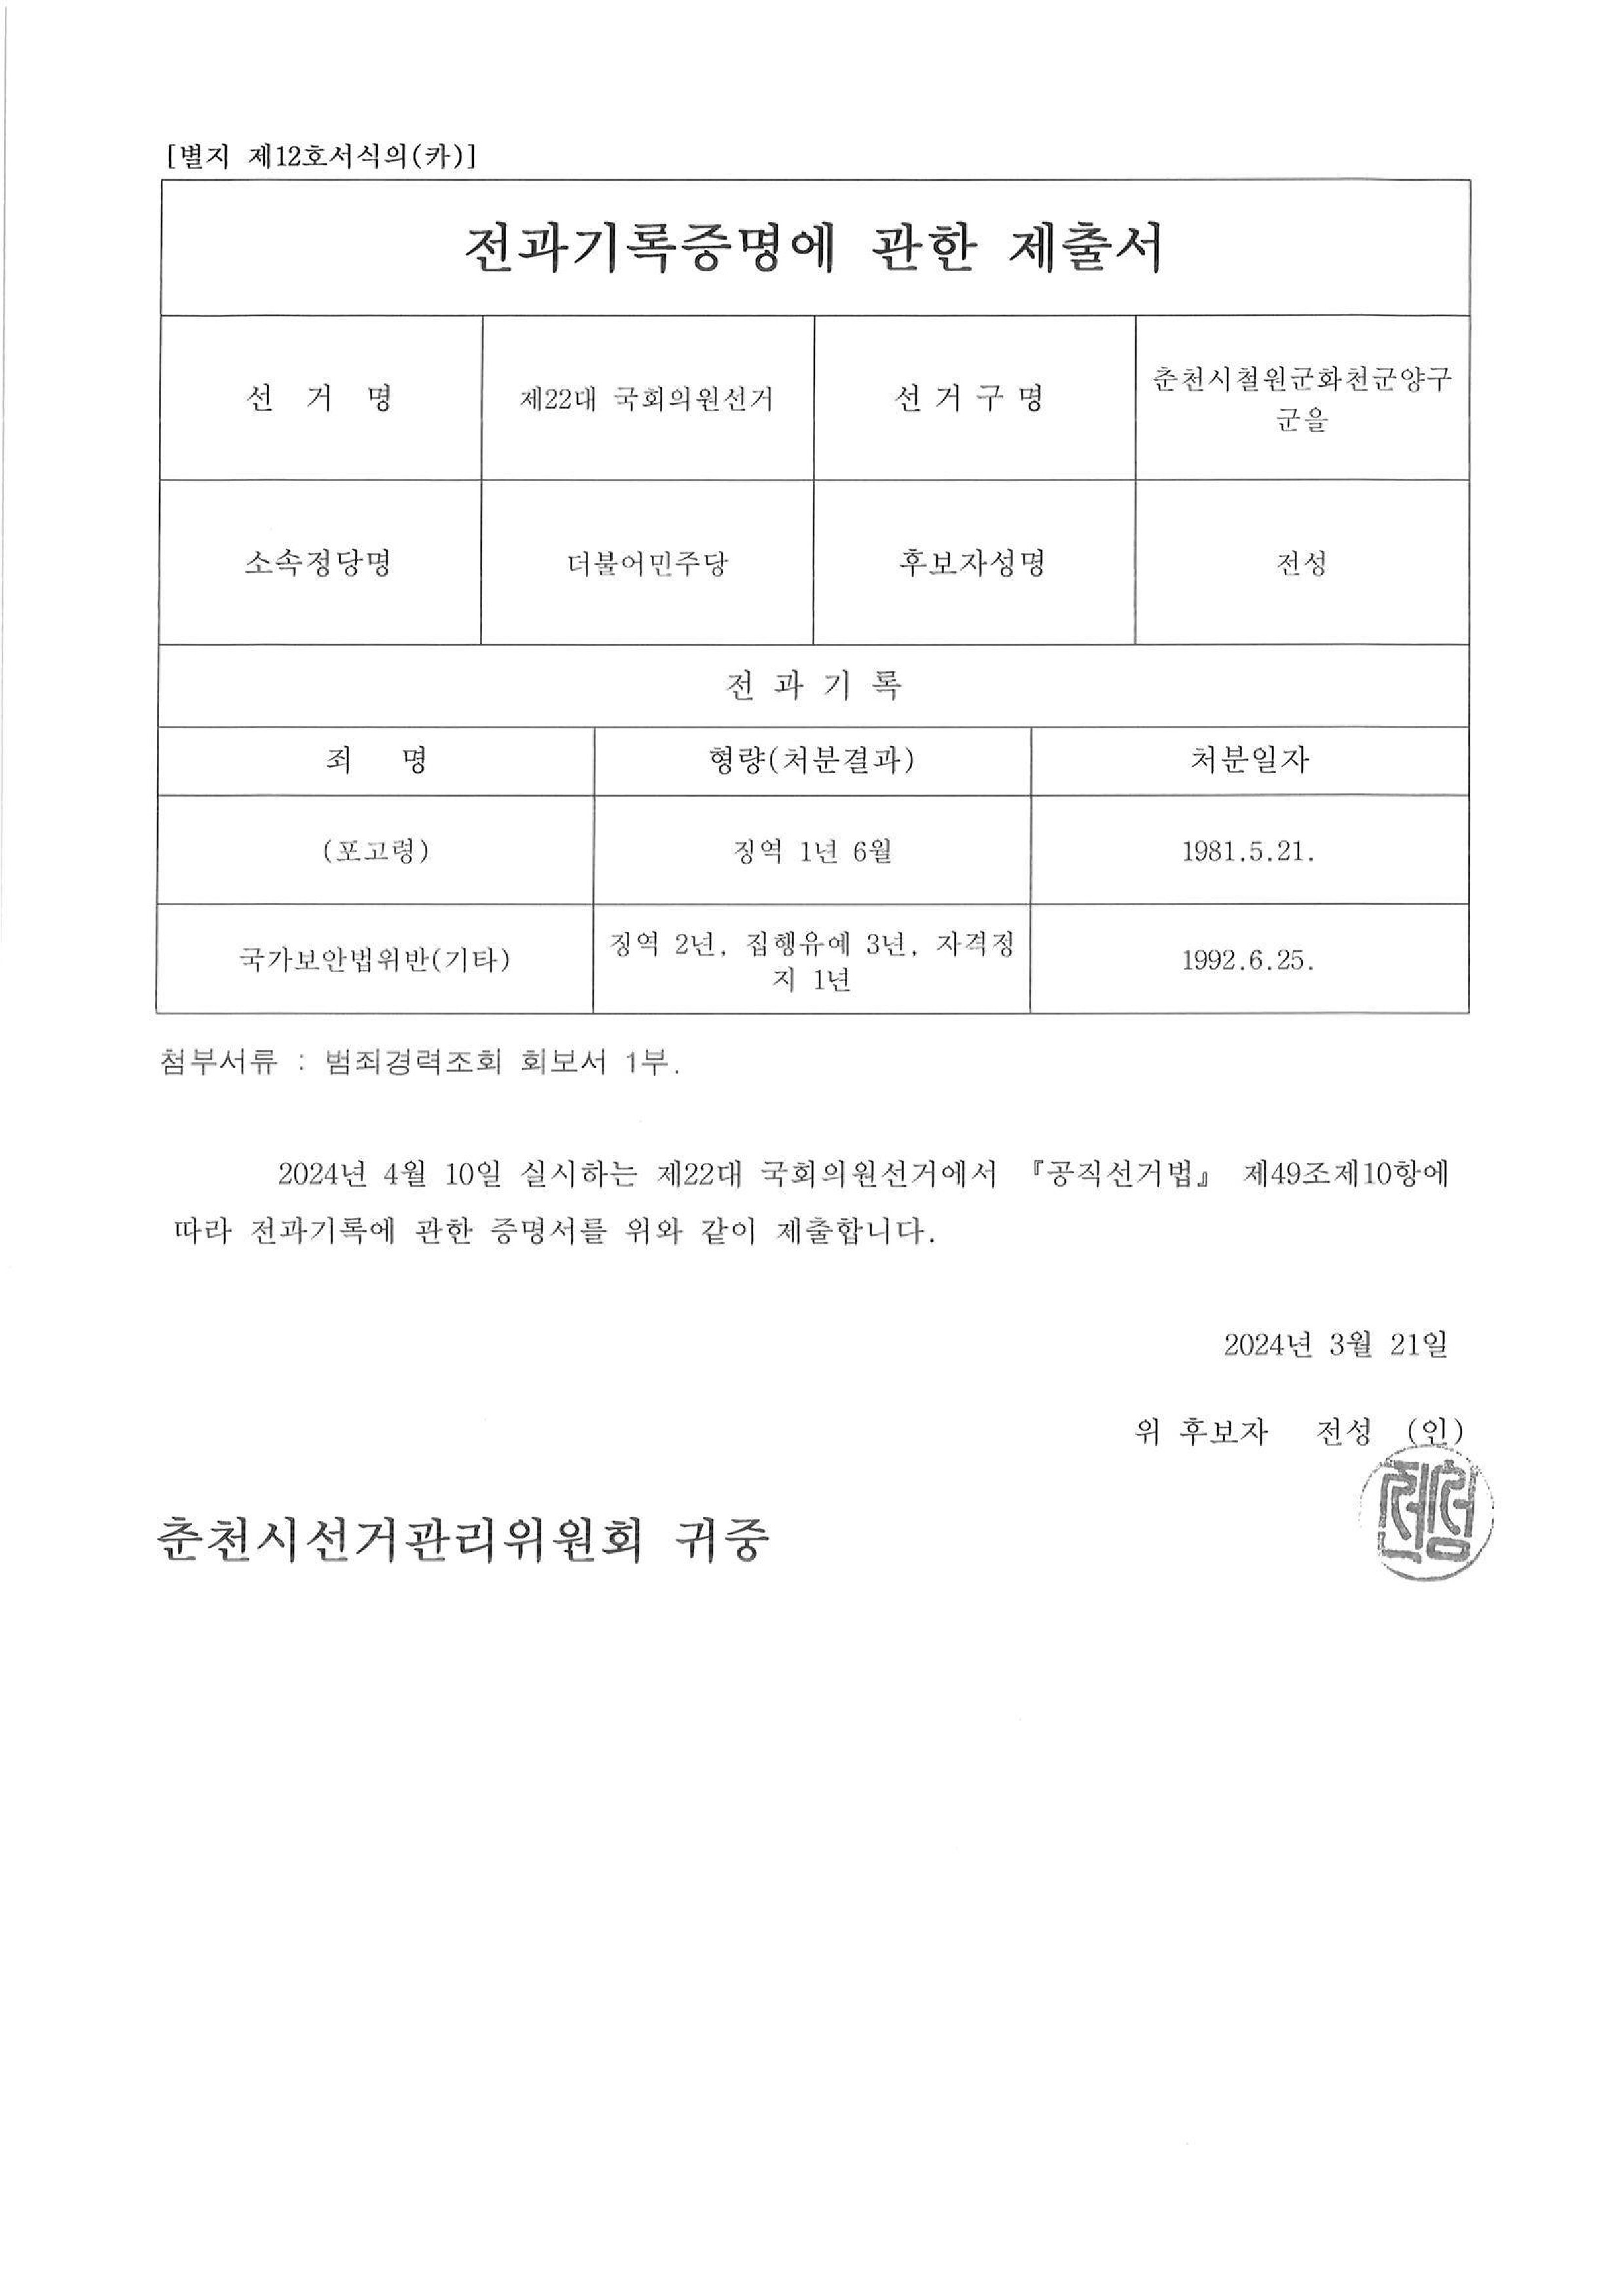 [별지 제12호서식의(카)]
전과기록증명에 관한 제출서
선 거 명
제22대 국회의원선거
선 거 구 명
춘천시철원군화천군양구
군을
소속정당명
더불어민주당
후보자성명
전성
전 과 기 록
죄 명
형량(처분결과)
처분일자
(포고령)
징역 1년 6월
1981.5.21.
국가보안법위반(기타)
징역 2년, 집행유예 3년, 자격정
지 1년
1992.6.25.
첨부서류 : 범죄경력조회 회보서 1부.
2024년 4월 10일 실시하는 제22대 국회의원선거에서 『공직선거법』 제49조제10항에
따라 전과기록에 관한 증명서를 위와 같이 제출합니다.
2024년 3월 21일
위 후보자 전성 (인)
전성
춘천시선거관리위원회 귀중